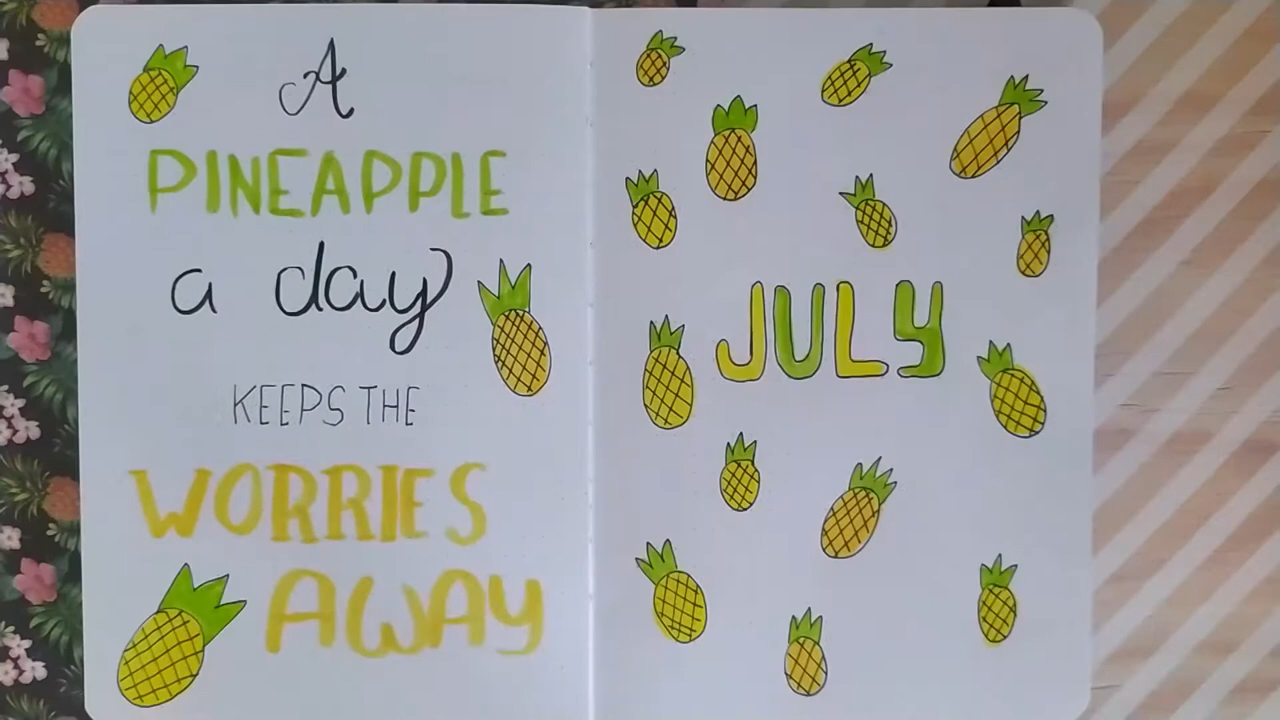 A
PINEAPPLE
a day
KEEPS THE
WORRIES
AWAY
JULY